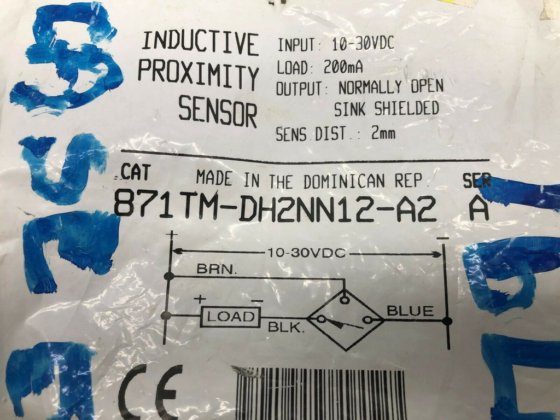 INDUCTIVE
PROXIMITY
SENSOR
INPUT: 10-30VDC
LOAD: 200mA
OUTPUT: NORMALLY OPEN
SINK SHIELDED
SENS DIST.: 2mm
CAT
MADE IN THE DOMINICAN REP.
SER
871TM-DH2NN12-A2
A
+
−
10-30VDC
BRN.
+
−
LOAD
BLK.
BLUE
CE